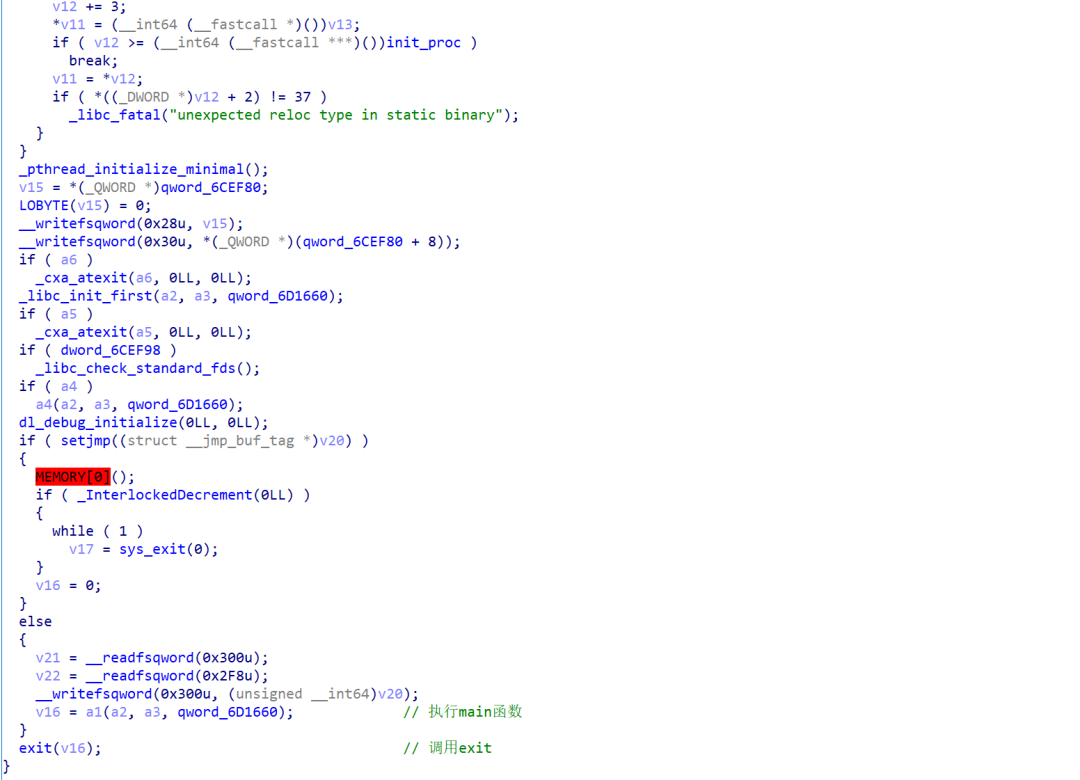 v12 += 3;
*v11 = (__int64 (__fastcall *)())v13;
if ( v12 >= (__int64 (__fastcall ***)())init_proc )
break;
v11 = *v12;
if ( *((_DWORD *)v12 + 2) != 37 )
_libc_fatal("unexpected reloc type in static binary");
}
}
_pthread_initialize_minimal();
v15 = *(_QWORD *)qword_6CEF80;
LOBYTE(v15) = 0;
__writefsqword(0x28u, v15);
__writefsqword(0x30u, *(_QWORD *)(qword_6CEF80 + 8));
if ( a6 )
_cxa_atexit(a6, 0LL, 0LL);
_libc_init_first(a2, a3, qword_6D1660);
if ( a5 )
_cxa_atexit(a5, 0LL, 0LL);
if ( dword_6CEF98 )
_libc_check_standard_fds();
if ( a4 )
a4(a2, a3, qword_6D1660);
dl_debug_initialize(0LL, 0LL);
if ( setjmp((struct __jmp_buf_tag *)v20) )
{
MEMORY[0]();
if ( _InterlockedDecrement(0LL) )
{
while ( 1 )
v17 = sys_exit(0);
}
v16 = 0;
}
else
{
v21 = __readfsqword(0x300u);
v22 = __readfsqword(0x2F8u);
__writefsqword(0x300u, (unsigned __int64)v20);
v16 = a1(a2, a3, qword_6D1660); // 执行main函数
}
exit(v16); // 调用exit
}